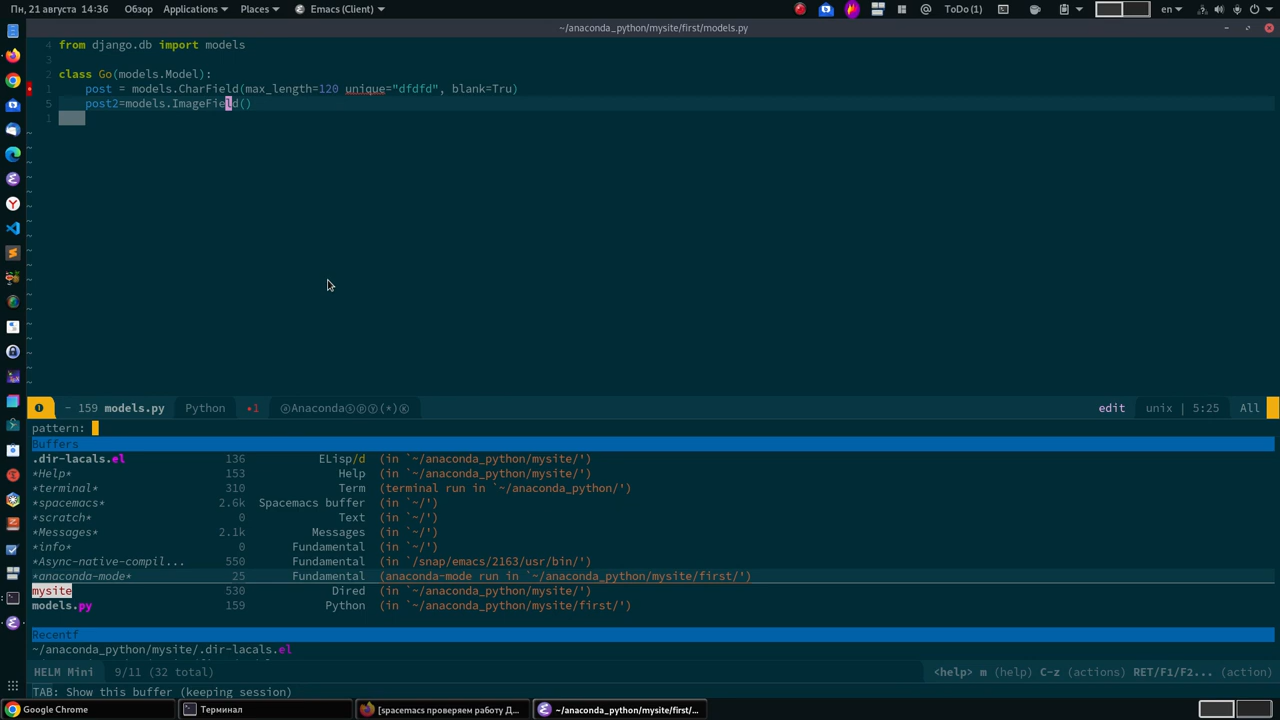 Пн, 21 августа 14:36 Обзор Applications Places Emacs (Client) @ ToDo (1) en
~/anaconda_python/mysite/first/models.py
4 from django.db import models
3
2 class Go(models.Model):
1 post = models.CharField(max_length=120 unique="dfdfd", blank=Tru)
5 post2=models.ImageField()
1
- 159 models.py Python •1 ⓐAnacondaⓢⓟⓨ(*)Ⓚ edit unix | 5:25 All
pattern:
Buffers
.dir-lacals.el 136 ELisp/d (in `~/anaconda_python/mysite/')
*Help* 153 Help (in `~/anaconda_python/mysite/')
*terminal* 310 Term (terminal run in `~/anaconda_python/')
*spacemacs* 2.6k Spacemacs buffer (in `~/')
*scratch* 0 Text (in `~/')
*Messages* 2.1k Messages (in `~/')
*info* 0 Fundamental (in `~/')
*Async-native-compil... 550 Fundamental (in `/snap/emacs/2163/usr/bin/')
*anaconda-mode* 25 Fundamental (anaconda-mode run in `~/anaconda_python/mysite/first/')
mysite 530 Dired (in `~/anaconda_python/mysite/')
models.py 159 Python (in `~/anaconda_python/mysite/first/')
Recentf
~/anaconda_python/mysite/.dir-lacals.el
HELM Mini 9/11 (32 total) <help> m (help) C-z (actions) RET/F1/F2... (action)
TAB: Show this buffer (keeping session)
Google Chrome Терминал [spacemacs проверяем работу Д... ~/anaconda_python/mysite/first/...